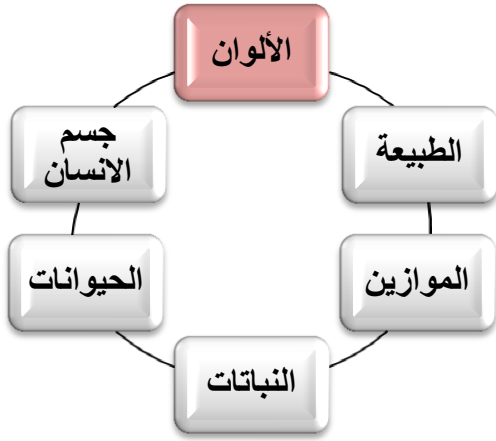 الألوان
الطبيعة
الموازين
النباتات
الحيوانات
جسم
الانسان